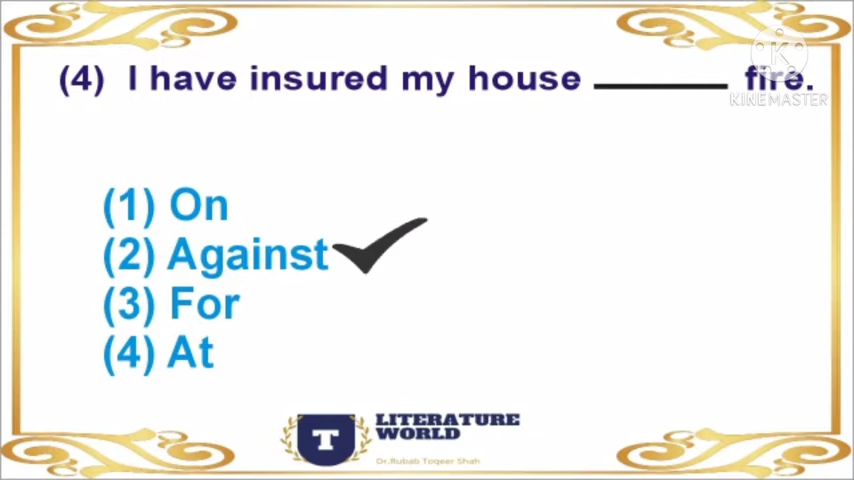 (4) I have insured my house ________ fire.
KINEMASTER
(1) On
(2) Against
(3) For
(4) At
T
LITERATURE
WORLD
Dr.Rubab Toqeer Shah